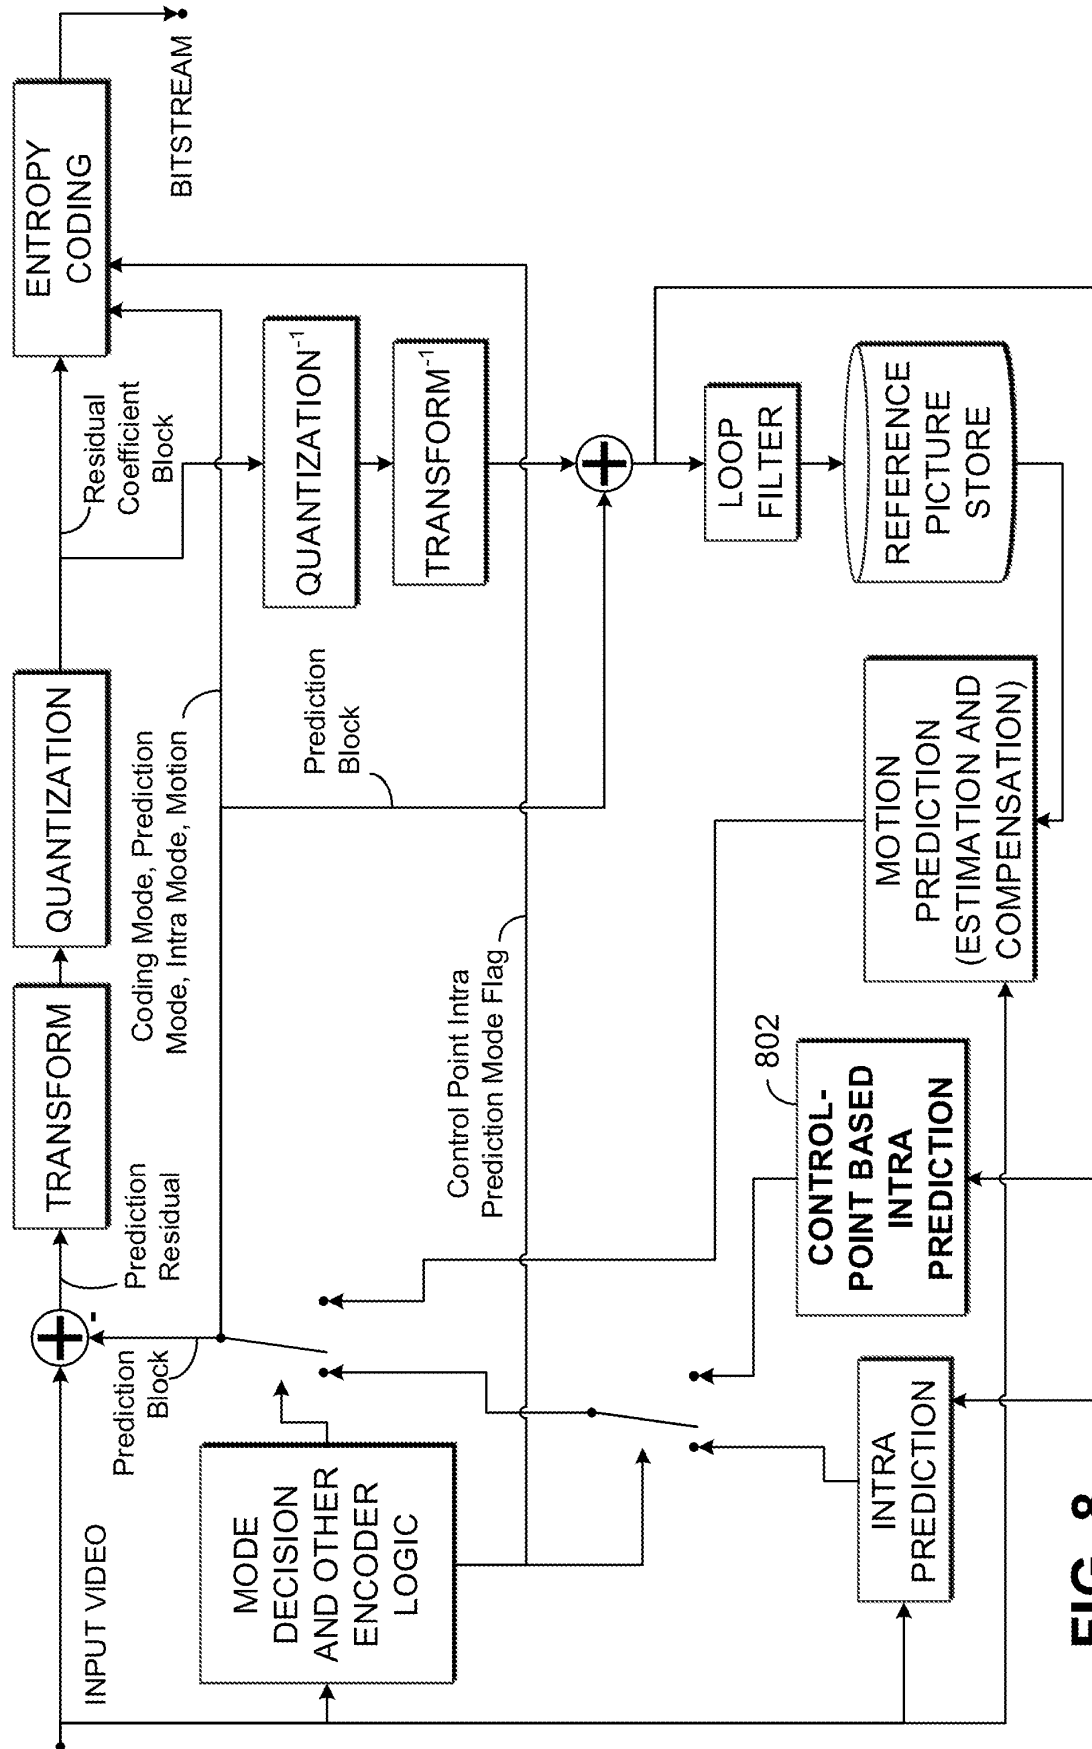 INPUT VIDEO
Prediction
Block
-
Prediction
Residual
TRANSFORM
QUANTIZATION
Residual
Coefficient
Block
ENTROPY
CODING
BITSTREAM
Coding Mode, Prediction
Mode, Intra Mode, Motion
MODE
DECISION
AND OTHER
ENCODER
LOGIC
Prediction
Block
QUANTIZATION-1
TRANSFORM-1
Control Point Intra
Prediction Mode Flag
LOOP
FILTER
INTRA
PREDICTION
802
CONTROL-
POINT BASED
INTRA
PREDICTION
MOTION
PREDICTION
(ESTIMATION AND
COMPENSATION)
REFERENCE
PICTURE
STORE
FIG. 8